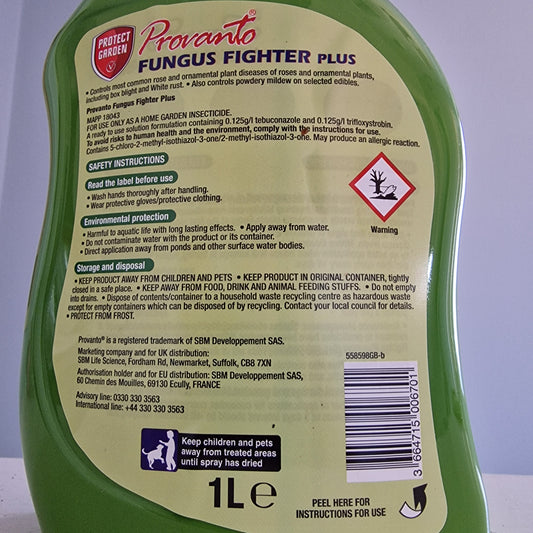 PROTECT
GARDEN
Provanto®
FUNGUS FIGHTER PLUS
• Controls most common rose and ornamental plant diseases of roses and ornamental plants,
including box blight and White rust. • Also controls powdery mildew on selected edibles.
Provanto Fungus Fighter Plus
MAPP 18043
FOR USE ONLY AS A HOME GARDEN INSECTICIDE.
A ready to use solution formulation containing 0.125g/l tebuconazole and 0.125g/l trifloxystrobin.
To avoid risks to human health and the environment, comply with the instructions for use.
Contains 5-chloro-2-methyl-isothiazol-3-one/2-methyl-isothiazol-3-one. May produce an allergic reaction.
SAFETY INSTRUCTIONS
Read the label before use
• Wash hands thoroughly after handling.
• Wear protective gloves/protective clothing.
Environmental protection
• Harmful to aquatic life with long lasting effects. • Apply away from water.
• Do not contaminate water with the product or its container.
• Direct application away from ponds and other surface water bodies.
Warning
Storage and disposal
• KEEP PRODUCT AWAY FROM CHILDREN AND PETS • KEEP PRODUCT IN ORIGINAL CONTAINER, tightly
closed in a safe place. • KEEP AWAY FROM FOOD, DRINK AND ANIMAL FEEDING STUFFS. • Do not empty
into drains. • Dispose of contents/container to a household waste recycling centre as hazardous waste
except for empty containers which can be disposed of by recycling. Contact your local council for details.
• PROTECT FROM FROST.
Provanto® is a registered trademark of SBM Developpement SAS.
Marketing company and for UK distribution:
SBM Life Science, Fordham Rd, Newmarket, Suffolk, CB8 7XN
Authorisation holder and for EU distribution: SBM Developpement SAS,
60 Chemin des Mouilles, 69130 Ecully, FRANCE
Advisory line: 0330 330 3563
International line: +44 330 330 3563
558598GB-b
3 664715 006701
Keep children and pets
away from treated areas
until spray has dried
1L e
PEEL HERE FOR
INSTRUCTIONS FOR USE